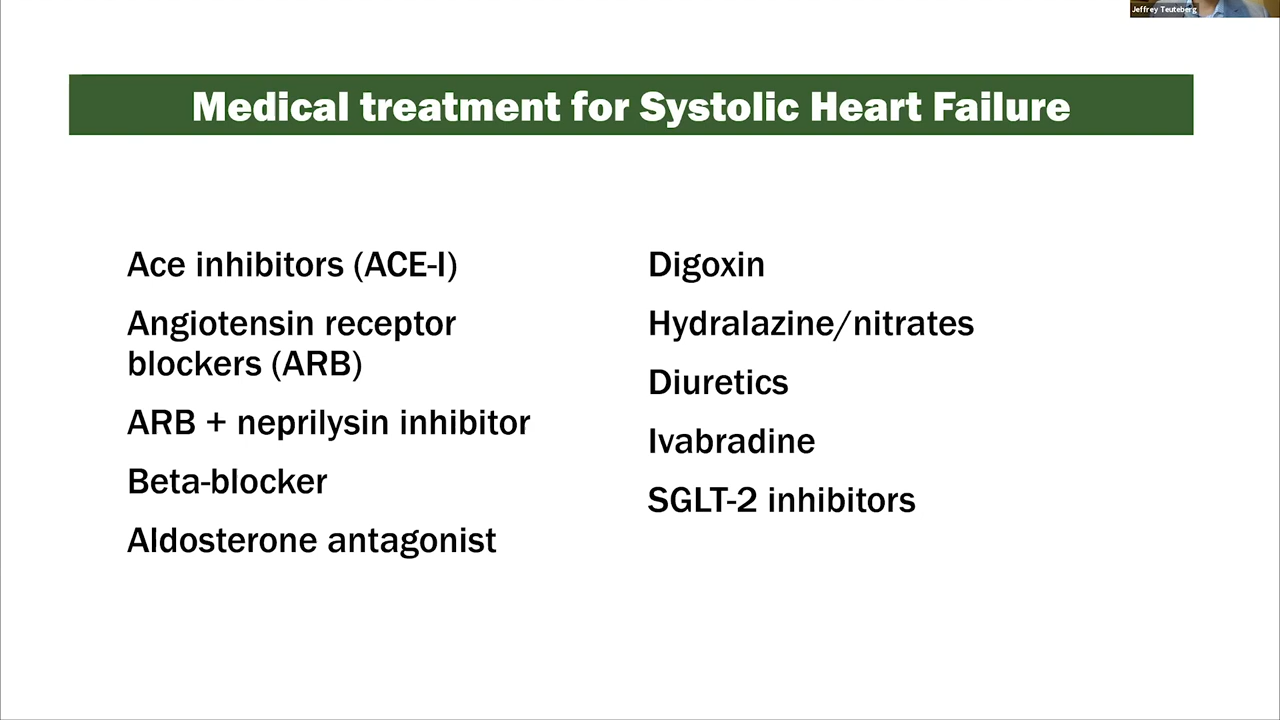 Jeffrey Teuteberg
Medical treatment for Systolic Heart Failure
Ace inhibitors (ACE-I)
Angiotensin receptor
blockers (ARB)
ARB + neprilysin inhibitor
Beta-blocker
Aldosterone antagonist
Digoxin
Hydralazine/nitrates
Diuretics
Ivabradine
SGLT-2 inhibitors